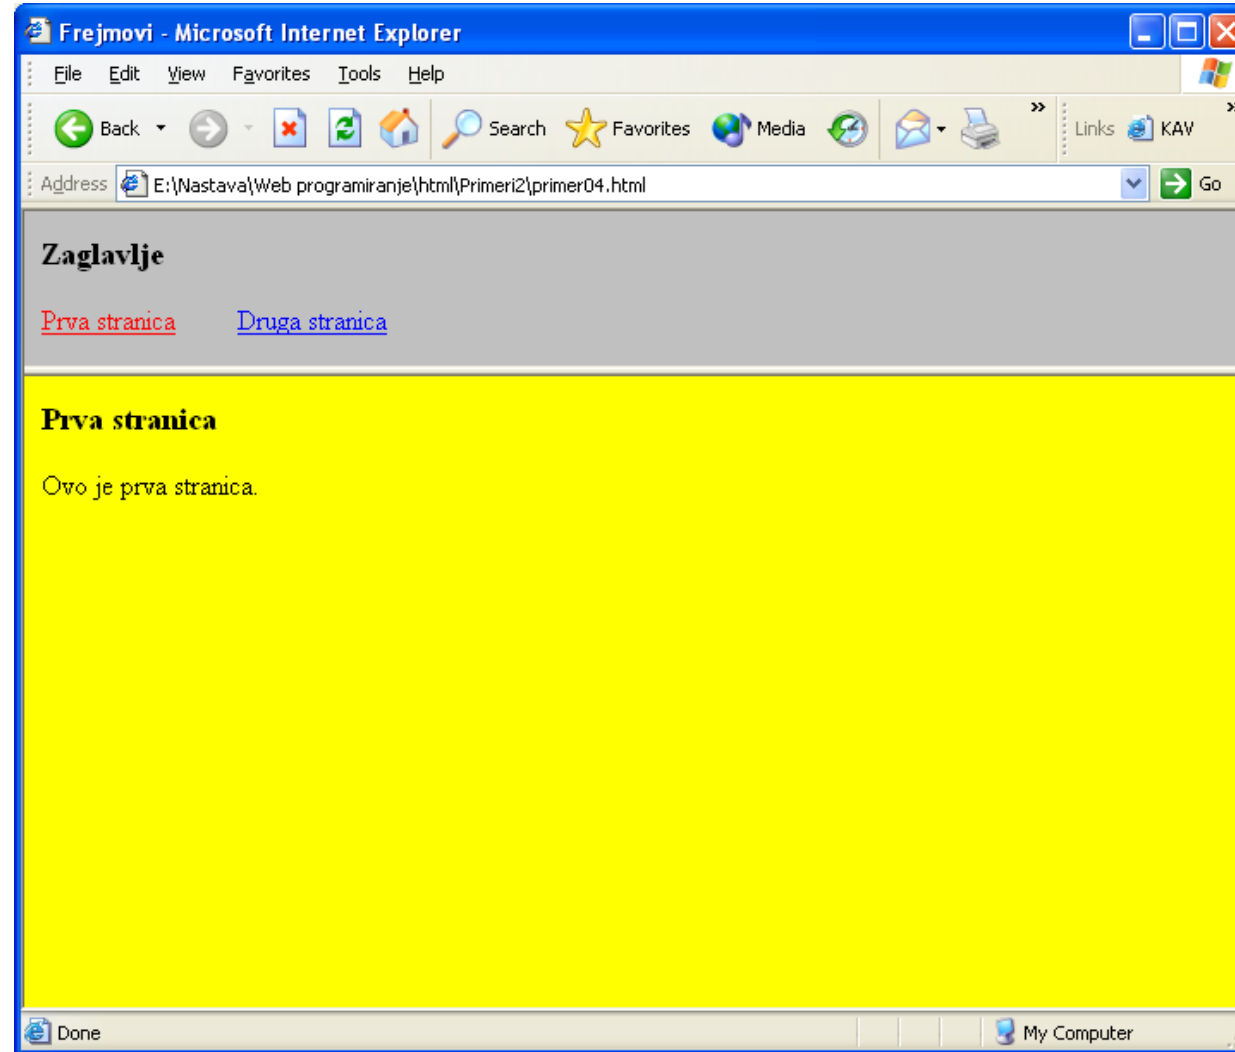 Frejmovi - Microsoft Internet Explorer
File Edit View Favorites Tools Help
Back Search Favorites Media » Links KAV »
Address E:\Nastava\Web programiranje\html\Primeri2\primer04.html Go
Zaglavlje
Prva stranica Druga stranica
Prva stranica
Ovo je prva stranica.
Done My Computer